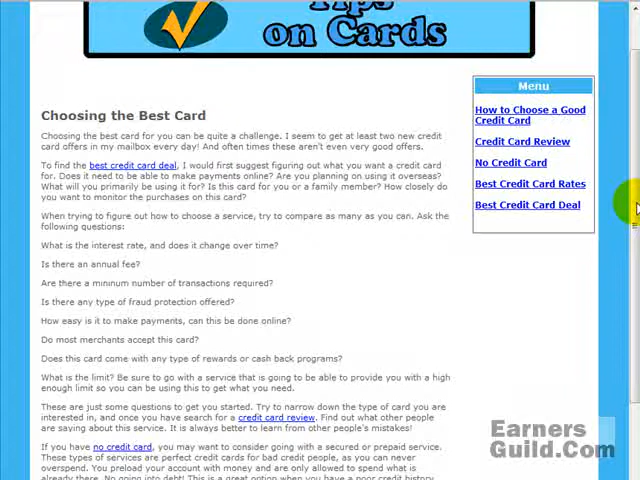 Tips
on Cards
Menu
How to Choose a Good
Credit Card
Credit Card Review
No Credit Card
Best Credit Card Rates
Best Credit Card Deal
Choosing the Best Card
Choosing the best card for you can be quite a challenge. I seem to get at least two new credit
card offers in my mailbox every day! And often times these aren't even very good offers.
To find the best credit card deal, I would first suggest figuring out what you want a credit card
for. Does it need to be able to make payments online? Are you planning on using it overseas?
What will you primarily be using it for? Is this card for you or a family member? How closely do
you want to monitor the purchases on this card?
When trying to figure out how to choose a service, try to compare as many as you can. Ask the
following questions:
What is the interest rate, and does it change over time?
Is there an annual fee?
Are there a minimum number of transactions required?
Is there any type of fraud protection offered?
How easy is it to make payments, can this be done online?
Do most merchants accept this card?
Does this card come with any type of rewards or cash back programs?
What is the limit? Be sure to go with a service that is going to be able to provide you with a high
enough limit so you can be using this to get what you need.
These are just some questions to get you started. Try to narrow down the type of card you are
interested in, and once you have search for a credit card review. Find out what other people
are saying about this service. It is always better to learn from other people's mistakes!
If you have no credit card, you may want to consider going with a secured or prepaid service.
These types of services are perfect credit cards for bad credit people, as you can never
overspend. You preload your account with money and are only allowed to spend what is
already there. No going into debt! This is a great option when you have a poor credit history
Earners
Guild.Com